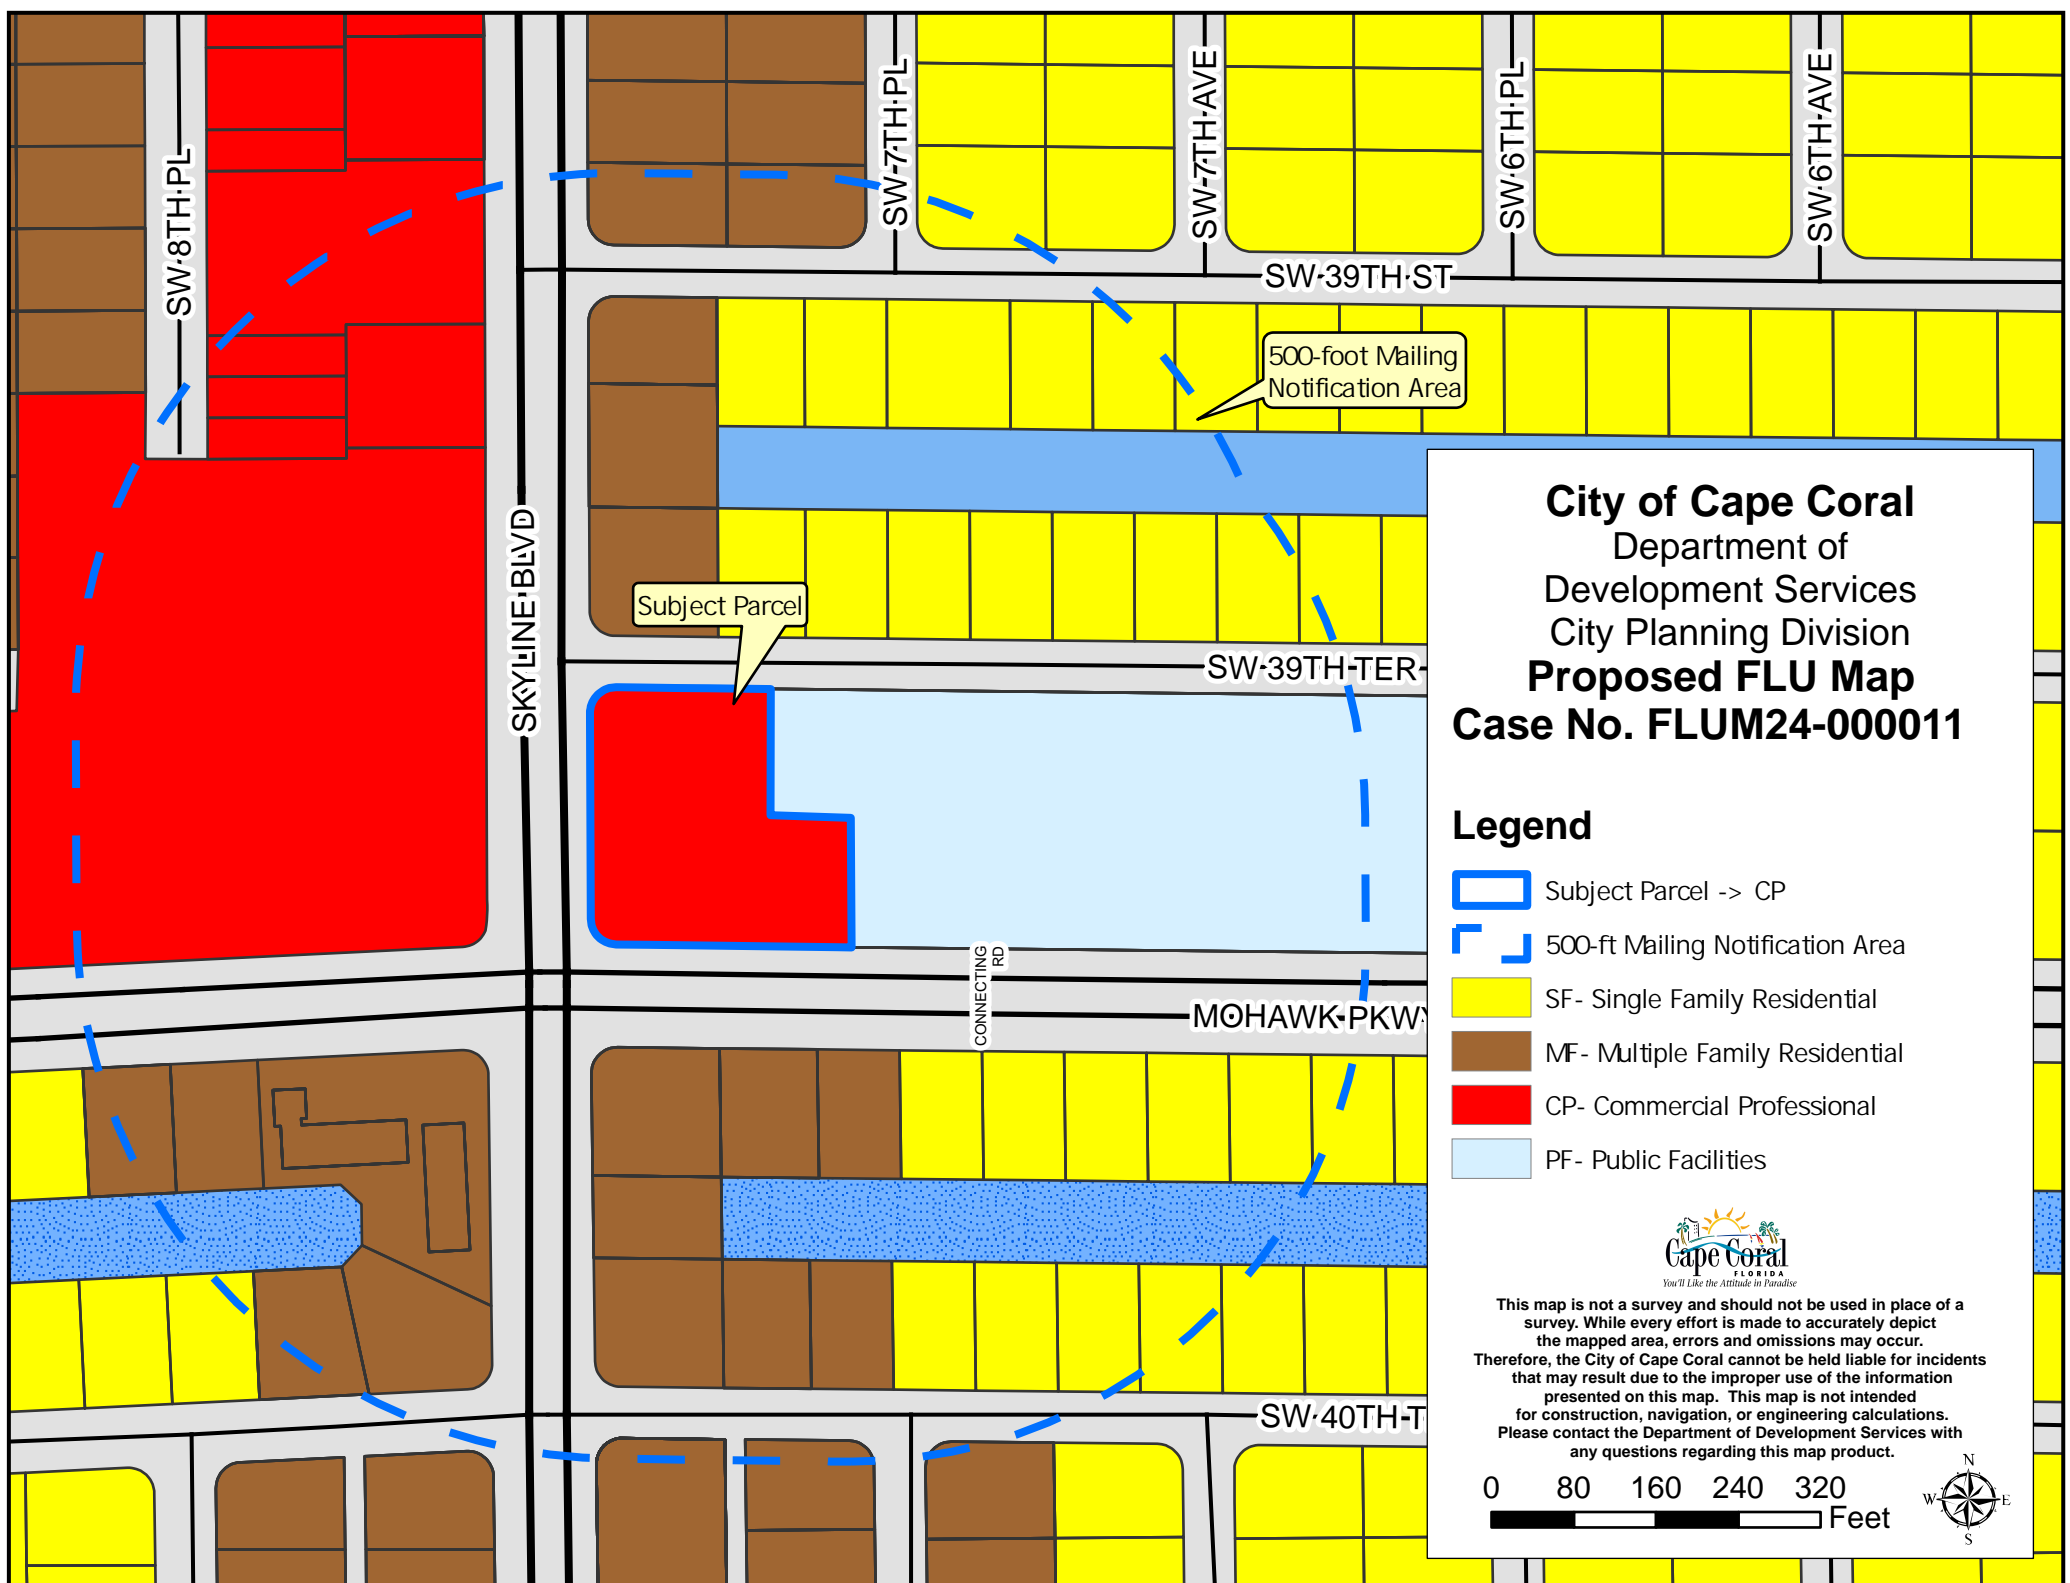 SW 8TH PL
SW 7TH PL
SW 7TH AVE
SW 6TH PL
SW 6TH AVE
SW 39TH ST
500-foot Mailing
Notification Area
SKYLINE BLVD
Subject Parcel
SW 39TH TER
CONNECTING
RD
MOHAWK PKWY
SW 40TH T
City of Cape Coral
Department of
Development Services
City Planning Division
Proposed FLU Map
Case No. FLUM24-000011
Legend
Subject Parcel -> CP
500-ft Mailing Notification Area
SF- Single Family Residential
MF- Multiple Family Residential
CP- Commercial Professional
PF- Public Facilities
Cape Coral
FLORIDA
You'll Like the Attitude in Paradise
This map is not a survey and should not be used in place of a
survey. While every effort is made to accurately depict
the mapped area, errors and omissions may occur.
Therefore, the City of Cape Coral cannot be held liable for incidents
that may result due to the improper use of the information
presented on this map. This map is not intended
for construction, navigation, or engineering calculations.
Please contact the Department of Development Services with
any questions regarding this map product.
0 80 160 240 320
Feet
N
W E
S